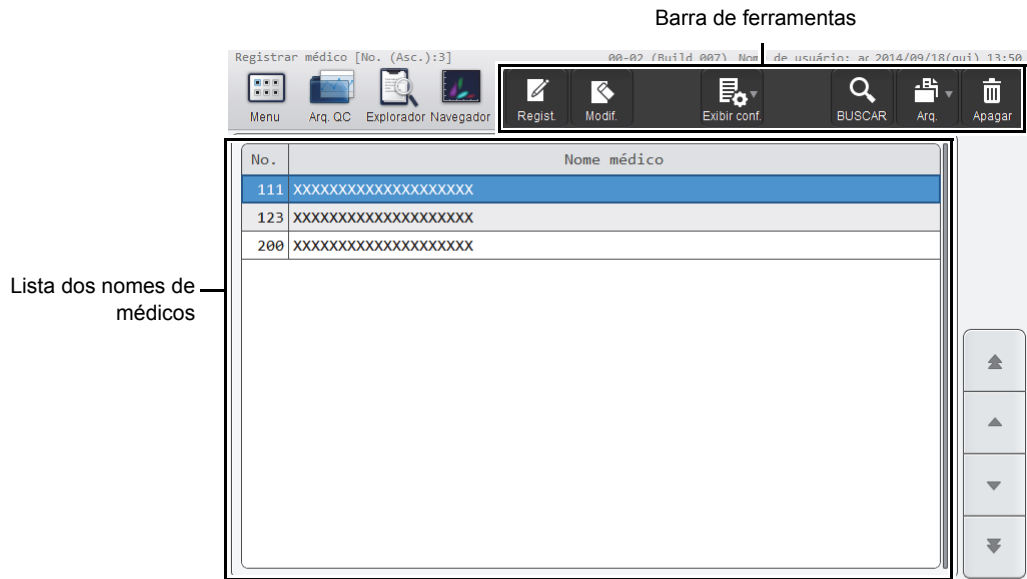 Barra de ferramentas
Registrar médico [No. (Asc.):3] 00-02 (Build 007) Nome de usuário: ac 2014/09/18(qui) 13:50
Menu Arq. QC Explorador Navegador Regist. Modif. Exibir conf. BUSCAR Arq. Apagar
No. Nome médico
111 XXXXXXXXXXXXXXXXXXXX
123 XXXXXXXXXXXXXXXXXXXX
200 XXXXXXXXXXXXXXXXXXXX
Lista dos nomes de
médicos